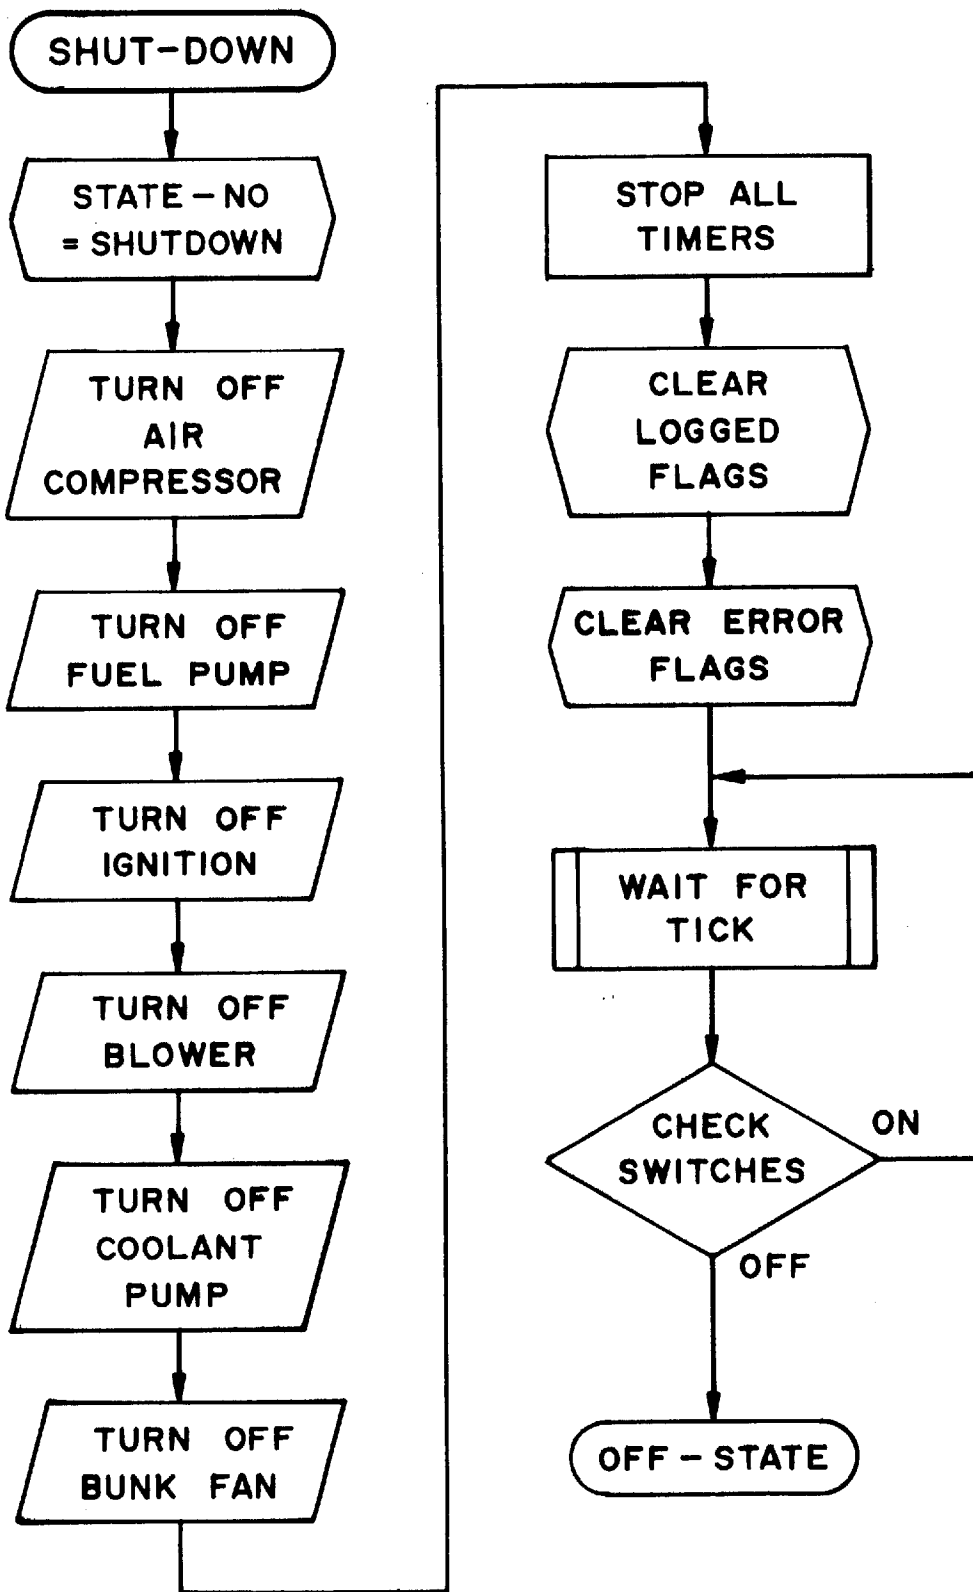 SHUT-DOWN
STATE-NO
= SHUTDOWN
TURN OFF
AIR
COMPRESSOR
TURN OFF
FUEL PUMP
TURN OFF
IGNITION
TURN OFF
BLOWER
TURN OFF
COOLANT
PUMP
TURN OFF
BUNK FAN
STOP ALL
TIMERS
CLEAR
LOGGED
FLAGS
CLEAR ERROR
FLAGS
WAIT FOR
TICK
CHECK
SWITCHES
ON
OFF
OFF-STATE